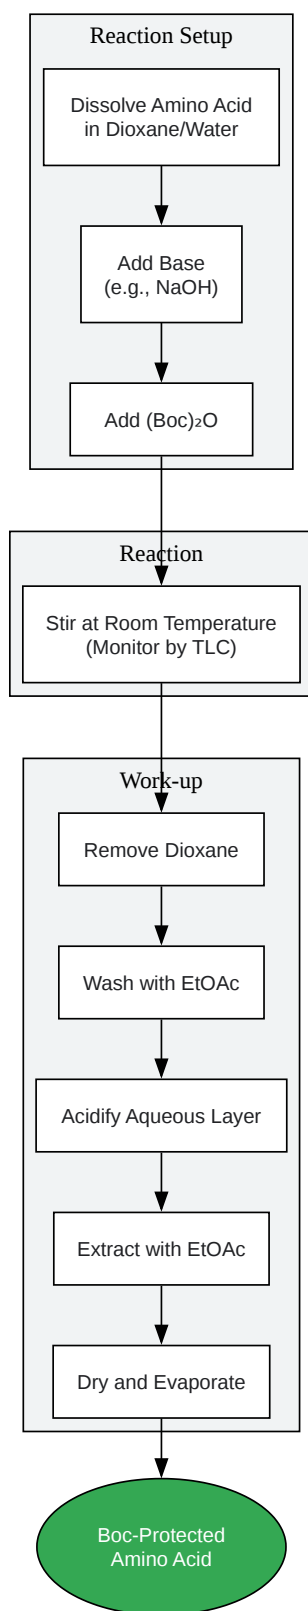 Reaction Setup
Dissolve Amino Acid
in Dioxane/Water
Add Base
(e.g., NaOH)
Add (Boc)₂O
Reaction
Stir at Room Temperature
(Monitor by TLC)
Work-up
Remove Dioxane
Wash with EtOAc
Acidify Aqueous Layer
Extract with EtOAc
Dry and Evaporate
Boc-Protected
Amino Acid